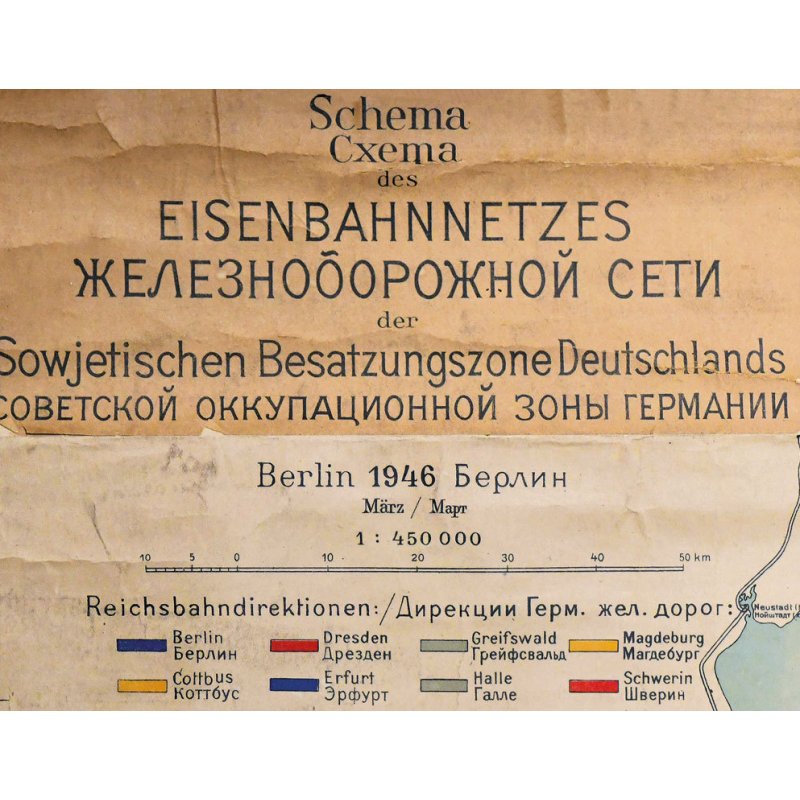 Schema
Схема
des
EISENBAHNNETZES
ЖЕЛЕЗНОДОРОЖНОЙ СЕТИ
der
Sowjetischen Besatzungszone Deutschlands
СОВЕТСКОЙ ОККУПАЦИОННОЙ ЗОНЫ ГЕРМАНИИ
Berlin 1946 Берлин
März / Март
1 : 450 000
10 5 0 10 20 30 40 50 km
Reichsbahndirektionen:/Дирекции Герм. жел. дорог:
Neustadt
Нойштадт
Berlin Dresden Greifswald Magdeburg
Берлин Дрезден Грейфсвальд Магдебург
Cottbus Erfurt Halle Schwerin
Коттбус Эрфурт Галле Шверин